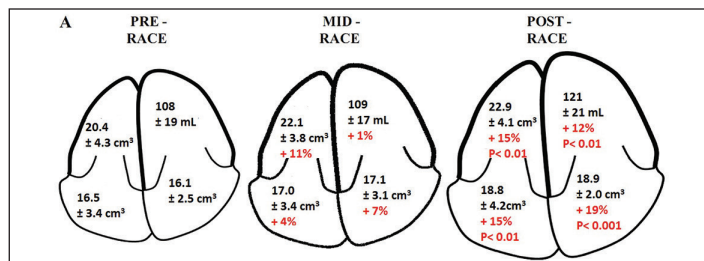 A
PRE -
RACE
MID -
RACE
POST -
RACE
20.4
± 4.3 cm³
108
± 19 mL
16.5
± 3.4 cm³
16.1
± 2.5 cm³
22.1
± 3.8 cm³
+ 11%
109
± 17 mL
+ 1%
17.0
± 3.4 cm³
+ 4%
17.1
± 3.1 cm³
+ 7%
22.9
± 4.1 cm³
+ 15%
P< 0.01
121
± 21 mL
+ 12%
P< 0.01
18.8
± 4.2cm³
+ 15%
P< 0.01
18.9
± 2.0 cm³
+ 19%
P< 0.001